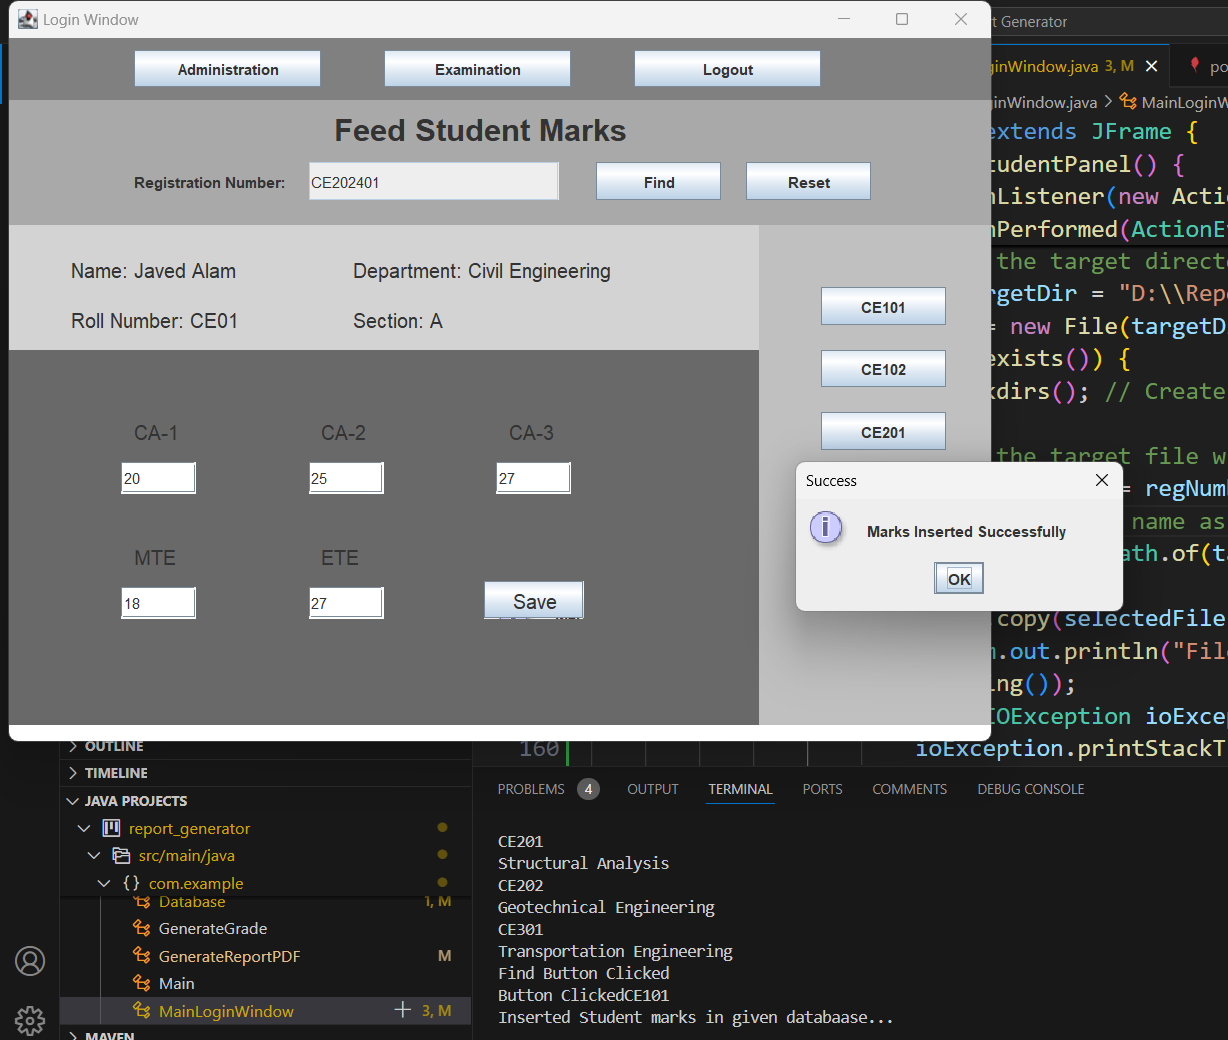 Login Window
Administration
Examination
Logout
Feed Student Marks
Registration Number:
CE202401
Find
Reset
Name: Javed Alam
Department: Civil Engineering
Roll Number: CE01
Section: A
CE101
CE102
CE201
CA-1
CA-2
CA-3
20
25
27
MTE
ETE
18
27
Save
Success
Marks Inserted Successfully
OK
t Generator
inWindow.java 3, M
po
inWindow.java > MainLoginW
extends JFrame {
tudentPanel() {
nListener(new Acti
nPerformed(ActionE
the target direct
rgetDir = "D:\\Repo
= new File(targetD
exists()) {
kdirs(); // Create
the target file w
= regNum
name as
ath.of(t
.copy(selectedFile
.out.println("Fil
ing());
IOException ioExce
160
ioException.printStackT
OUTLINE
TIMELINE
JAVA PROJECTS
report_generator
src/main/java
{} com.example
Database 1, M
GenerateGrade
GenerateReportPDF M
Main
MainLoginWindow 3, M
MAVEN
PROBLEMS 4
OUTPUT
TERMINAL
PORTS
COMMENTS
DEBUG CONSOLE
CE201
Structural Analysis
CE202
Geotechnical Engineering
CE301
Transportation Engineering
Find Button Clicked
Button ClickedCE101
Inserted Student marks in given databaase...